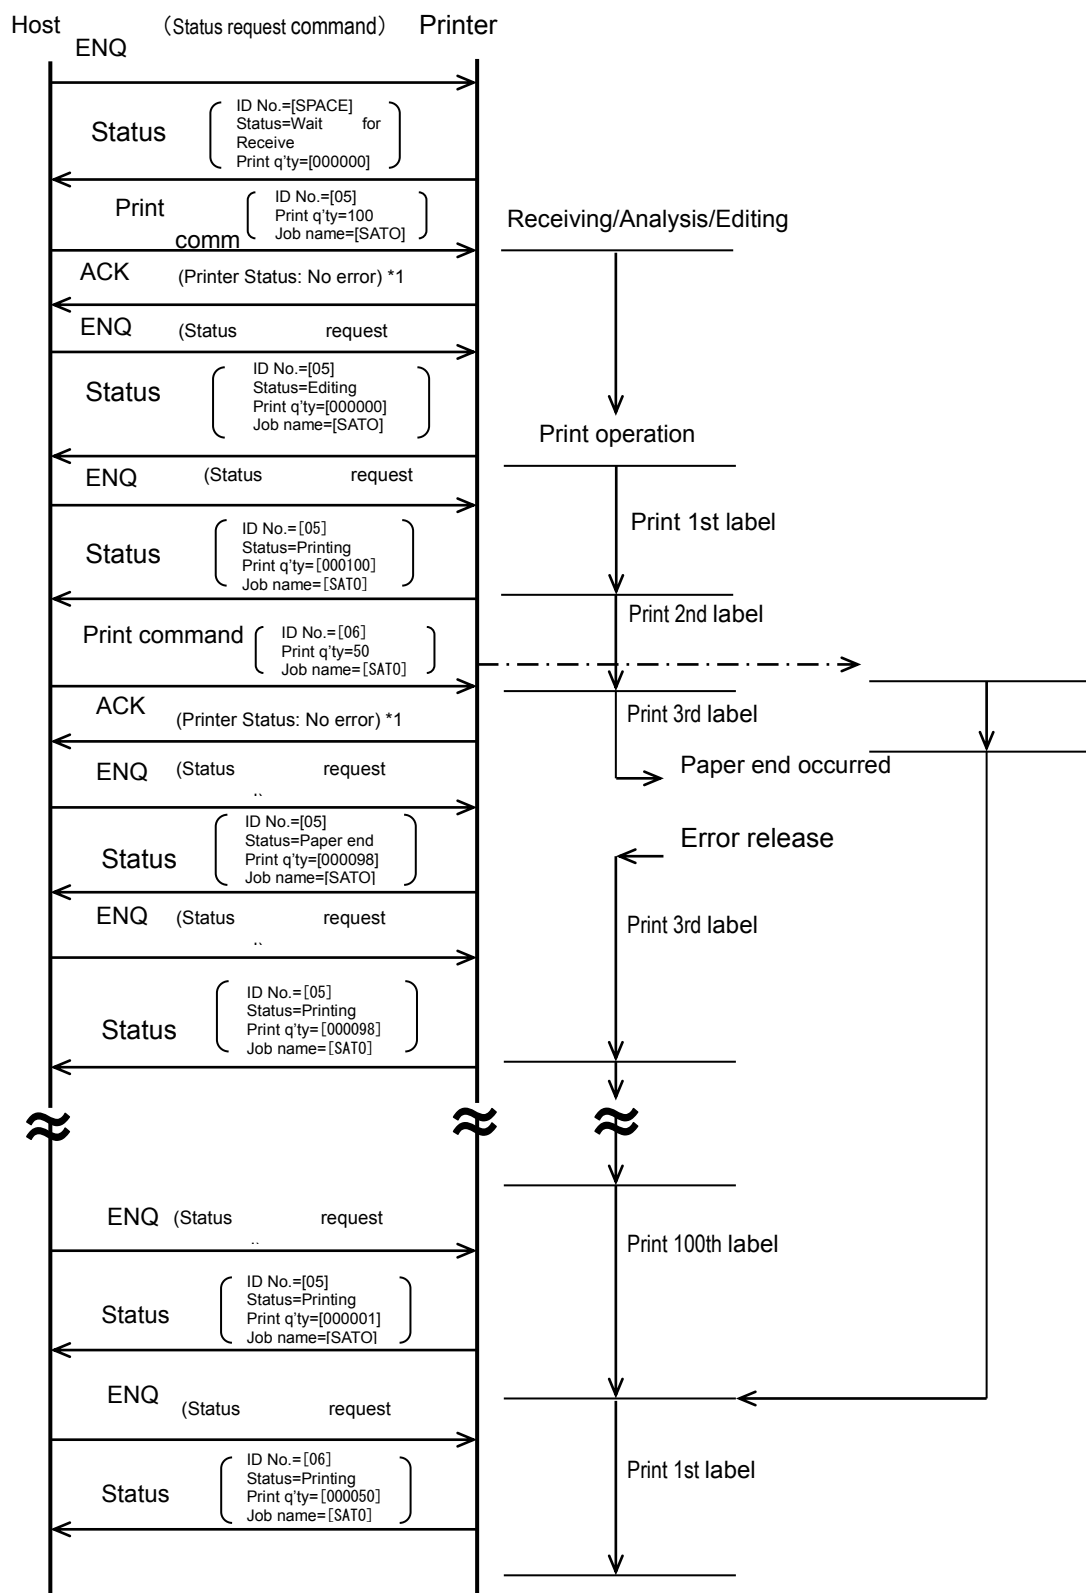 Host (Status request command) Printer
ENQ
ID No.=[SPACE]
Status Status=Wait for
Receive
Print q'ty=[000000]
Print ID No.=[05]
Print q'ty=100
Job name=[SATO]
comm
Receiving/Analysis/Editing
ACK (Printer Status: No error) *1
ENQ (Status request
ID No.=[05]
Status Status=Editing
Print q'ty=[000000]
Job name=[SATO]
Print operation
ENQ (Status request
ID No.=[05]
Status Status=Printing
Print q'ty=[000100]
Job name=[SATO]
Print 1st label
Print 2nd label
Print command ID No.=[06]
Print q'ty=50
Job name=[SATO]
ACK (Printer Status: No error) *1
Print 3rd label
ENQ (Status request
Paper end occurred
ID No.=[05]
Status=Paper end
Status Print q'ty=[000098]
Job name=[SATO]
Error release
ENQ (Status request
Print 3rd label
ID No.=[05]
Status=Printing
Status Print q'ty=[000098]
Job name=[SATO]
ENQ (Status request
Print 100th label
ID No.=[05]
Status=Printing
Status Print q'ty=[000001]
Job name=[SATO]
ENQ (Status request
ID No.=[06]
Status=Printing
Status Print q'ty=[000050]
Job name=[SATO]
Print 1st label